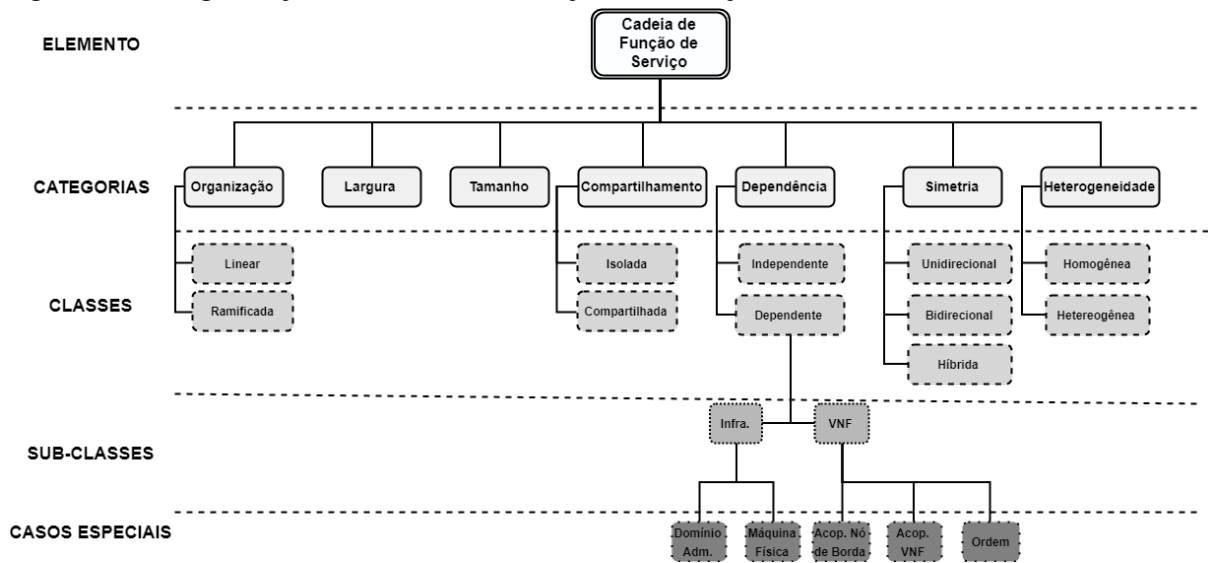 ELEMENTO
Cadeia de
Função de
Serviço
CATEGORIAS
Organização
Largura
Tamanho
Compartilhamento
Dependência
Simetria
Heterogeneidade
CLASSES
Linear
Isolada
Independente
Unidirecional
Homogênea
Ramificada
Compartilhada
Dependente
Bidirecional
Hetereogênea
Híbrida
SUB-CLASSES
Infra.
VNF
CASOS ESPECIAIS
Domínio
Adm.
Máquina
Física
Acop. Nó
de Borda
Acop.
VNF
Ordem